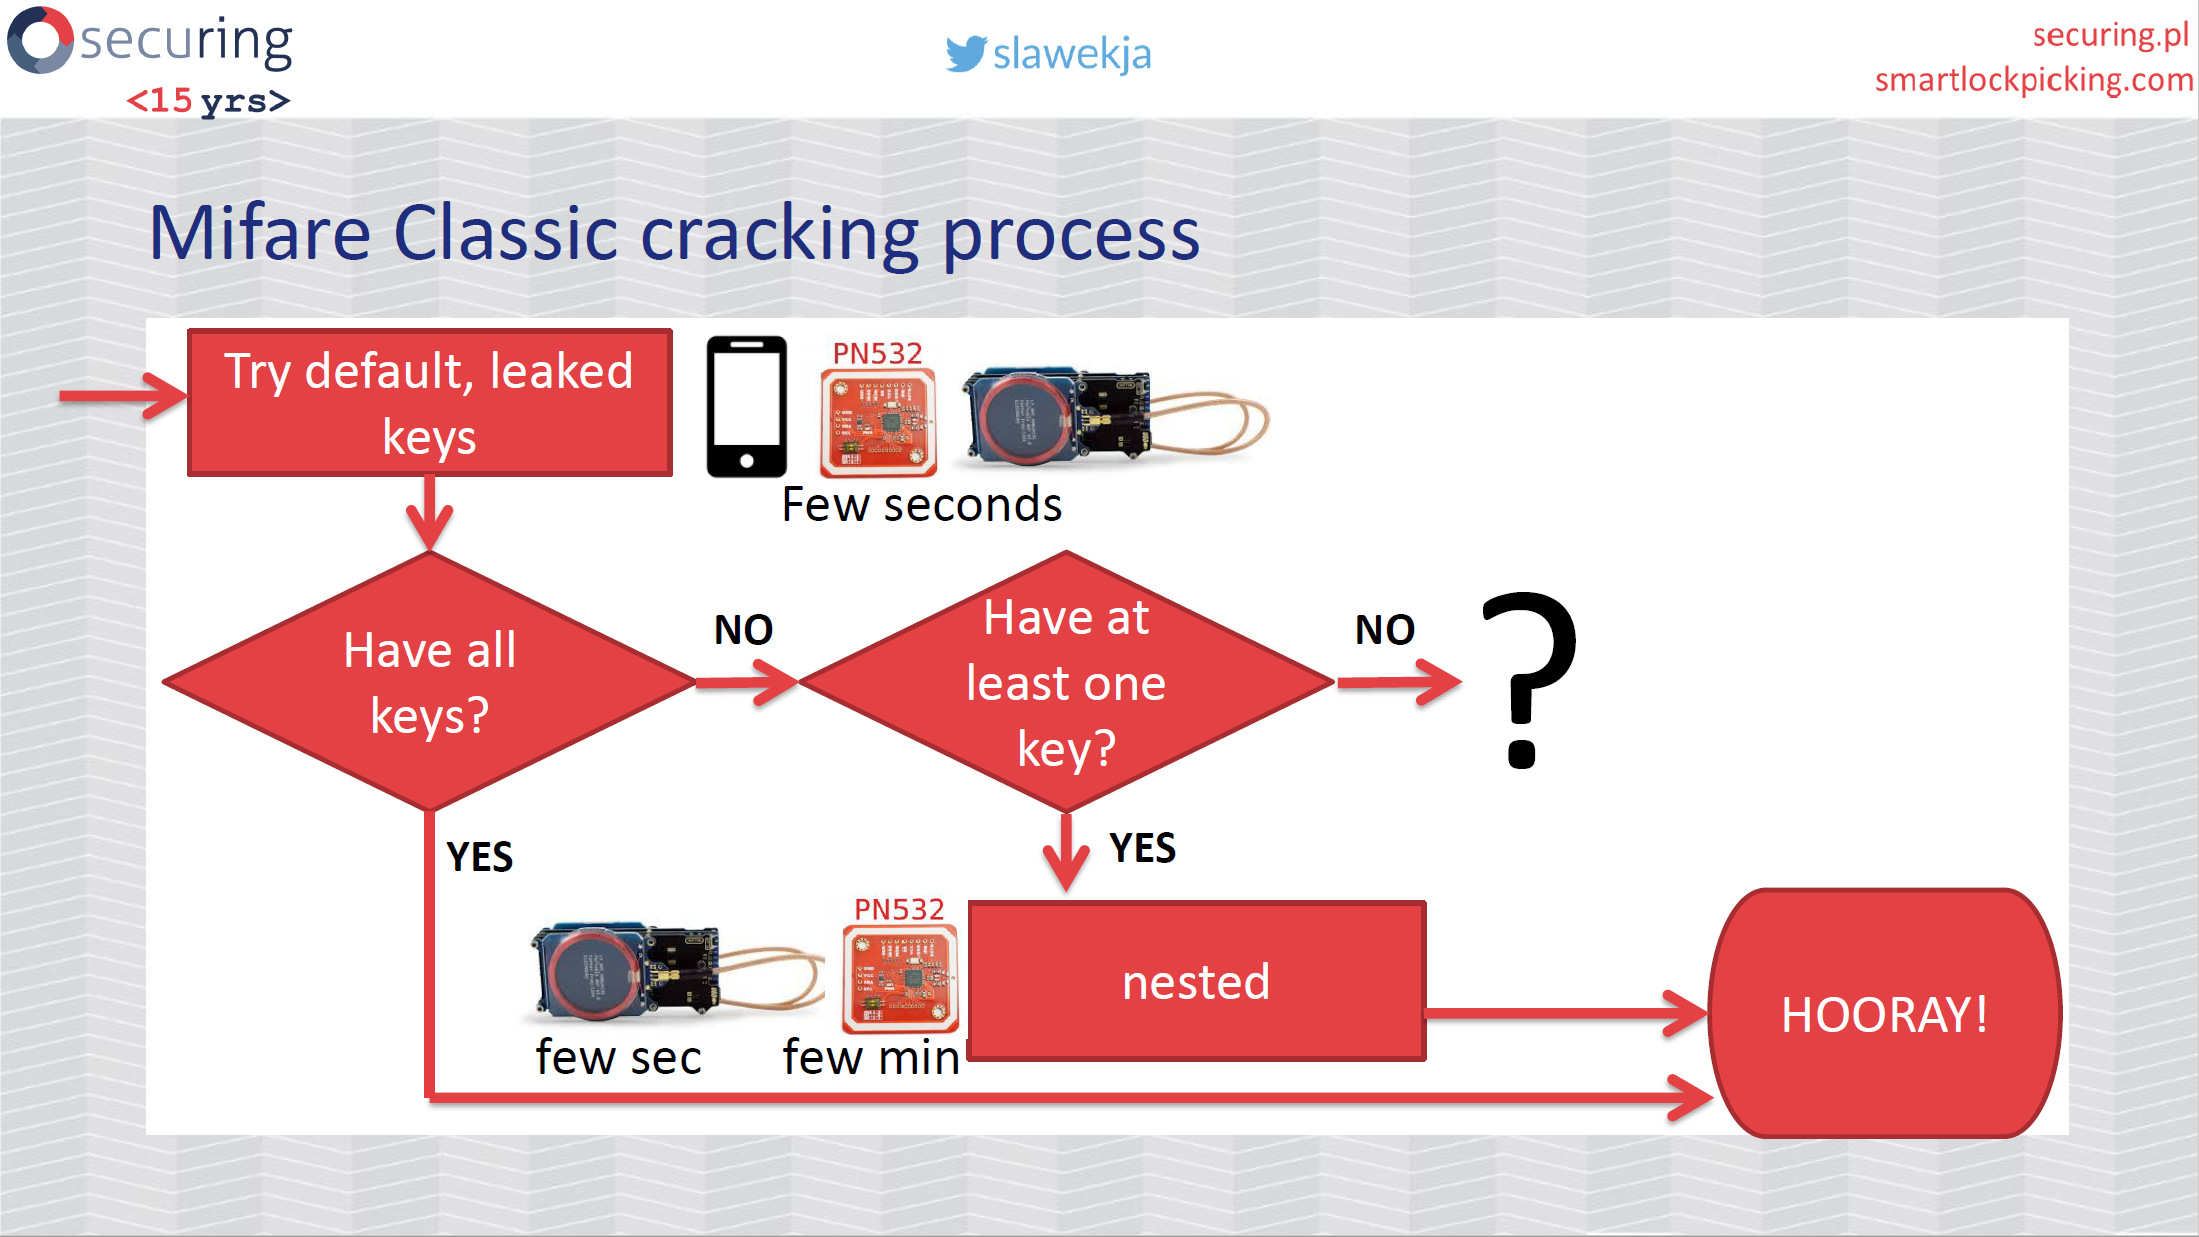 securing
<15 yrs>
slawekja
securing.pl
smartlockpicking.com
Mifare Classic cracking process
Try default, leaked
keys
PN532
Few seconds
Have all
keys?
NO
Have at
least one
key?
NO
?
YES
YES
PN532
few sec
few min
nested
HOORAY!